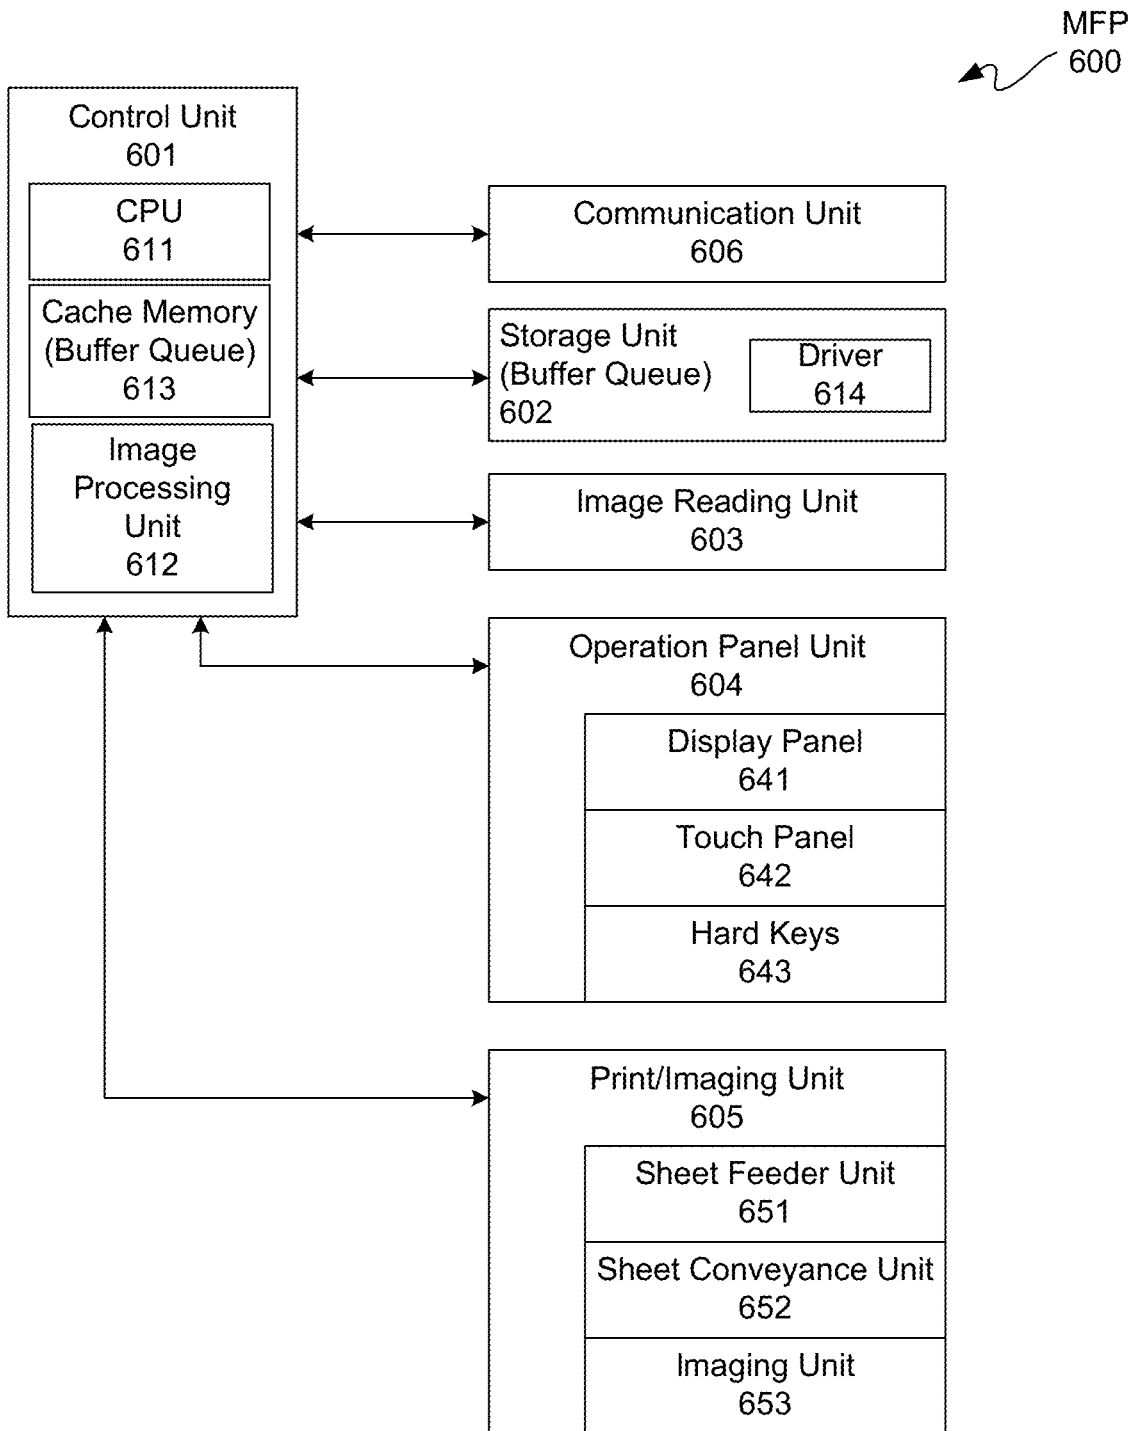 MFP
600
Control Unit
601
CPU
611
Cache Memory
(Buffer Queue)
613
Image
Processing
Unit
612
Communication Unit
606
Storage Unit
(Buffer Queue)
602
Driver
614
Image Reading Unit
603
Operation Panel Unit
604
Display Panel
641
Touch Panel
642
Hard Keys
643
Print/Imaging Unit
605
Sheet Feeder Unit
651
Sheet Conveyance Unit
652
Imaging Unit
653